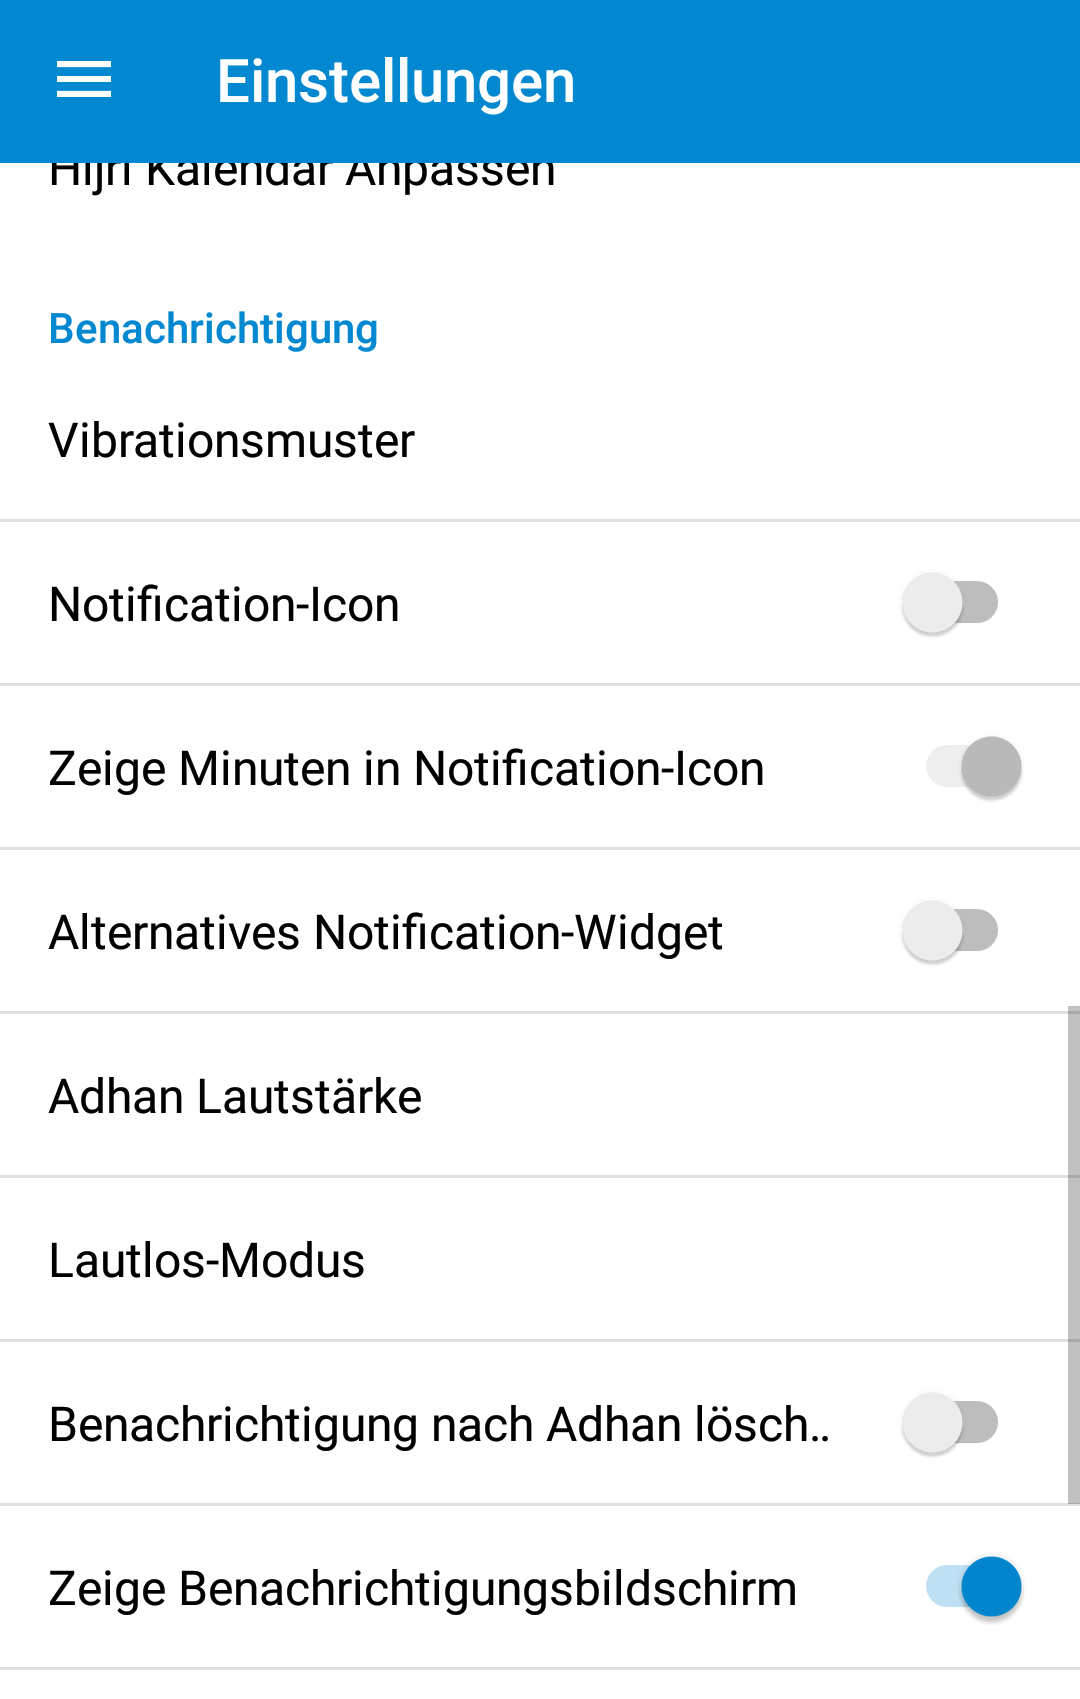 Einstellungen
Hijri Kalendar Anpassen
Benachrichtigung
Vibrationsmuster
Notification-Icon
Zeige Minuten in Notification-Icon
Alternatives Notification-Widget
Adhan Lautstärke
Lautlos-Modus
Benachrichtigung nach Adhan lösch..
Zeige Benachrichtigungsbildschirm